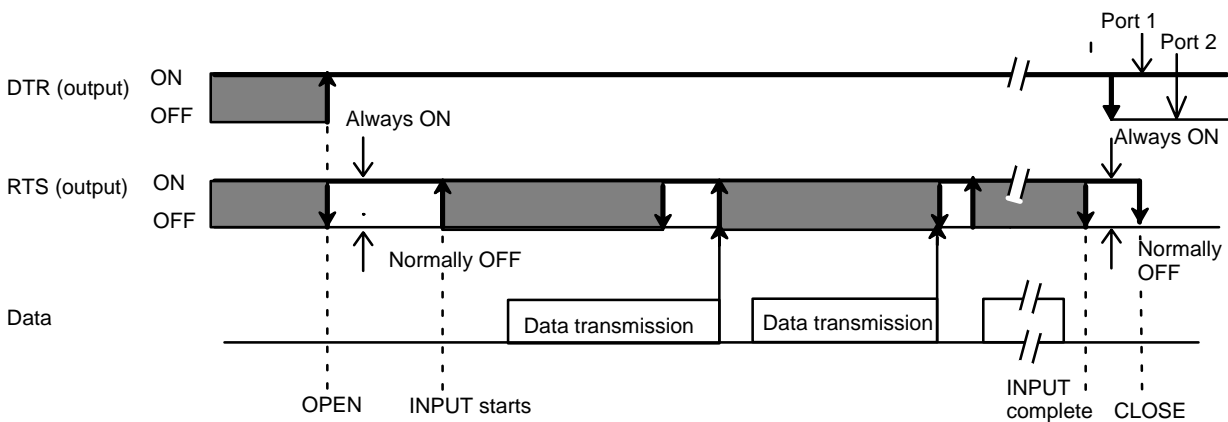 Port 1
Port 2
DTR (output)
ON
OFF
Always ON
Always ON
RTS (output)
ON
OFF
Normally OFF
Normally
OFF
Data
Data transmission
Data transmission
OPEN
INPUT starts
INPUT
complete
CLOSE